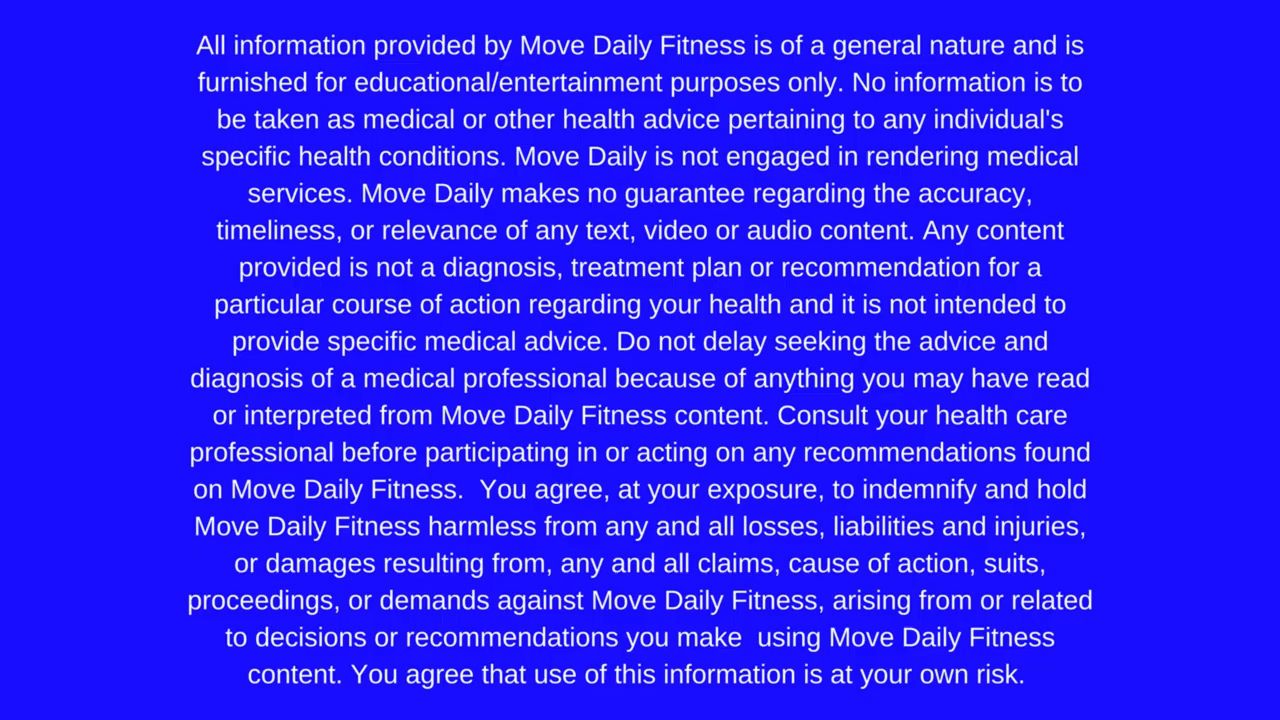 All information provided by Move Daily Fitness is of a general nature and is
furnished for educational/entertainment purposes only. No information is to
be taken as medical or other health advice pertaining to any individual's
specific health conditions. Move Daily is not engaged in rendering medical
services. Move Daily makes no guarantee regarding the accuracy,
timeliness, or relevance of any text, video or audio content. Any content
provided is not a diagnosis, treatment plan or recommendation for a
particular course of action regarding your health and it is not intended to
provide specific medical advice. Do not delay seeking the advice and
diagnosis of a medical professional because of anything you may have read
or interpreted from Move Daily Fitness content. Consult your health care
professional before participating in or acting on any recommendations found
on Move Daily Fitness.  You agree, at your exposure, to indemnify and hold
Move Daily Fitness harmless from any and all losses, liabilities and injuries,
or damages resulting from, any and all claims, cause of action, suits,
proceedings, or demands against Move Daily Fitness, arising from or related
to decisions or recommendations you make  using Move Daily Fitness
content. You agree that use of this information is at your own risk.